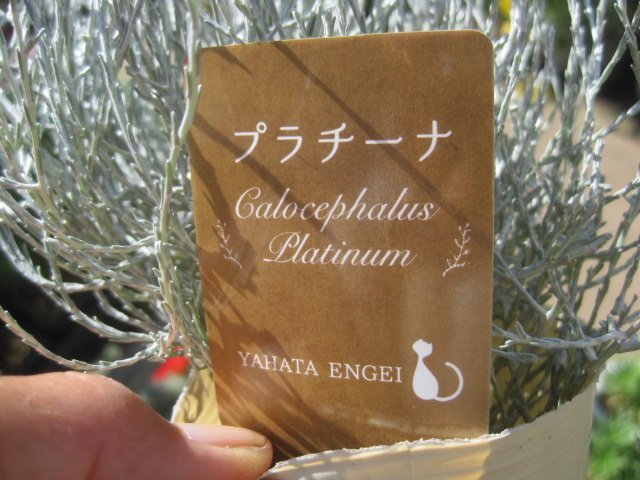 プラチーナ
Calocephalus
Platinum
YAHATA ENGEI